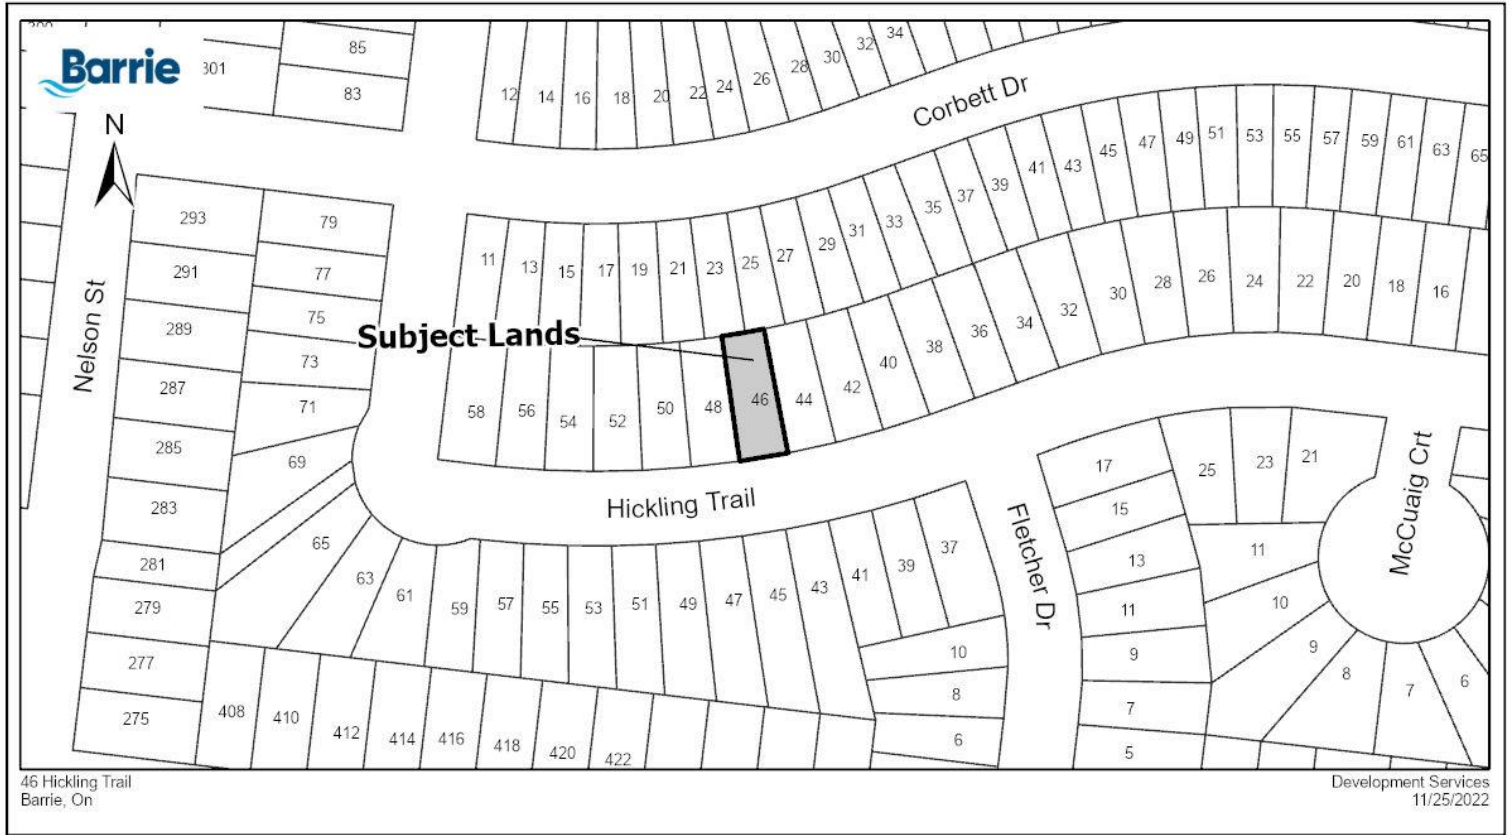 Barrie
N
301
85
83
12 14 16 18 20 22 24 26 28 30 32 34
Corbett Dr
293 79
291 77
289 75
287 73
285 71
283 69
281
279
277
275
Nelson St
11 13 15 17 19 21 23 25 27 29 31 33 35 37 39 41 43 45 47 49 51 53 55 57 59 61 63 65
Subject Lands
58 56 54 52 50 48 46 44 42 40 38 36 34 32 30 28 26 24 22 20 18 16
Hickling Trail
65 63 61 59 57 55 53 51 49 47 45 43 41 39 37
408 410 412 414 416 418 420 422
10
8
6
Fletcher Dr
17
15
13
11
9
7
5
25 23 21
11
10
9
8
7
6
McCuaig Crt
46 Hickling Trail
Barrie, On
Development Services
11/25/2022